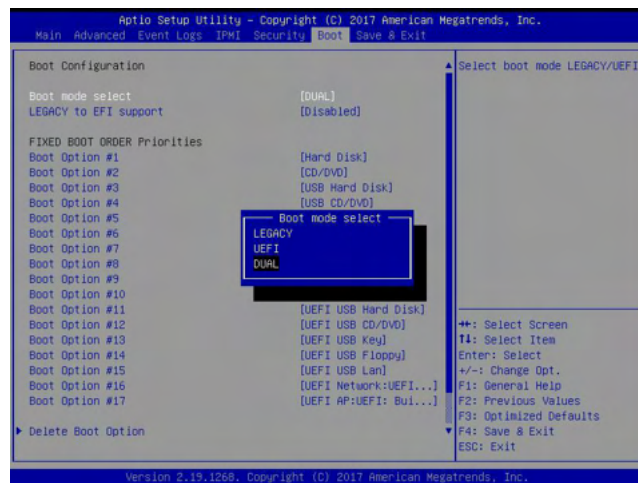 Aptio Setup Utility – Copyright (C) 2017 American Megatrends, Inc.
Main Advanced Event Logs IPMI Security Boot Save & Exit
Boot Configuration
Select boot mode LEGACY/UEFI
Boot mode select [DUAL]
LEGACY to EFI support [Disabled]
FIXED BOOT ORDER Priorities
Boot Option #1 [Hard Disk]
Boot Option #2 [CD/DVD]
Boot Option #3 [USB Hard Disk]
Boot Option #4 [USB CD/DVD]
Boot Option #5
Boot Option #6
Boot Option #7
Boot Option #8
Boot Option #9
Boot Option #10
Boot Option #11 [UEFI USB Hard Disk]
Boot Option #12 [UEFI USB CD/DVD]
Boot Option #13 [UEFI USB Key]
Boot Option #14 [UEFI USB Floppy]
Boot Option #15 [UEFI USB Lan]
Boot Option #16 [UEFI Network:UEFI...]
Boot Option #17 [UEFI AP:UEFI: Bui...]
Delete Boot Option
Boot mode select
LEGACY
UEFI
DUAL
→←: Select Screen
↑↓: Select Item
Enter: Select
+/-: Change Opt.
F1: General Help
F2: Previous Values
F3: Optimized Defaults
F4: Save & Exit
ESC: Exit
Version 2.19.1268. Copyright (C) 2017 American Megatrends, Inc.